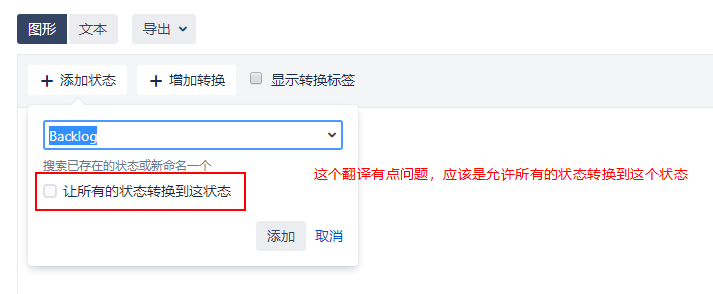 图形 文本 导出
添加状态 增加转换 显示转换标签
Backlog
搜索已存在的状态或新命名一个
让所有的状态转换到这状态
这个翻译有点问题，应该是允许所有的状态转换到这个状态
添加 取消